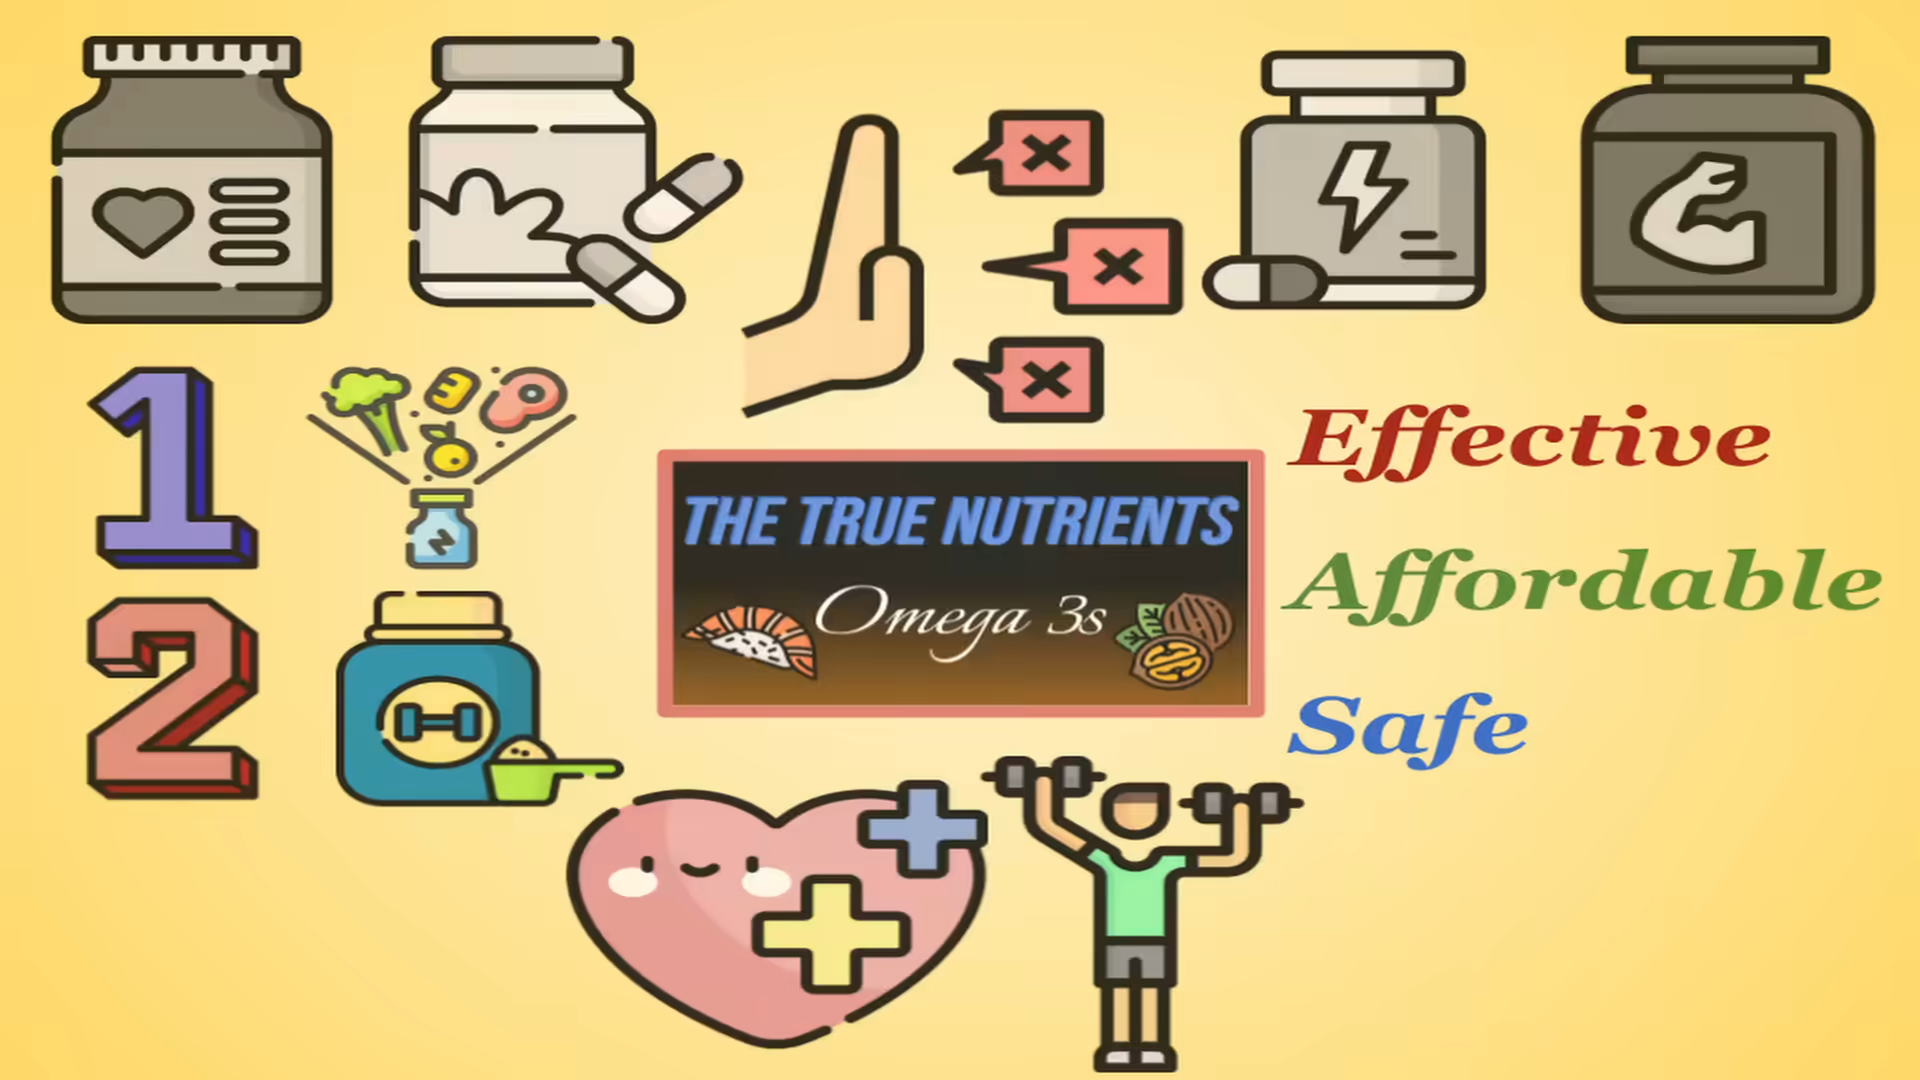 1
2
THE TRUE NUTRIENTS
Omega 3s
Effective
Affordable
Safe